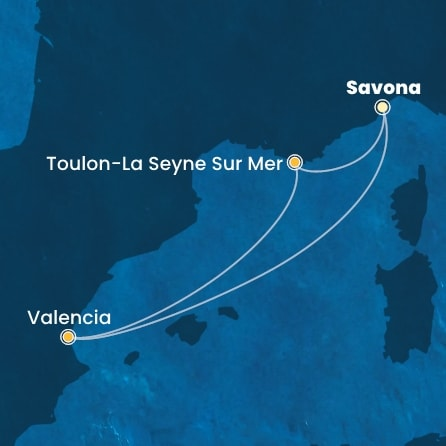 Savona
Toulon-La Seyne Sur Mer
Valencia